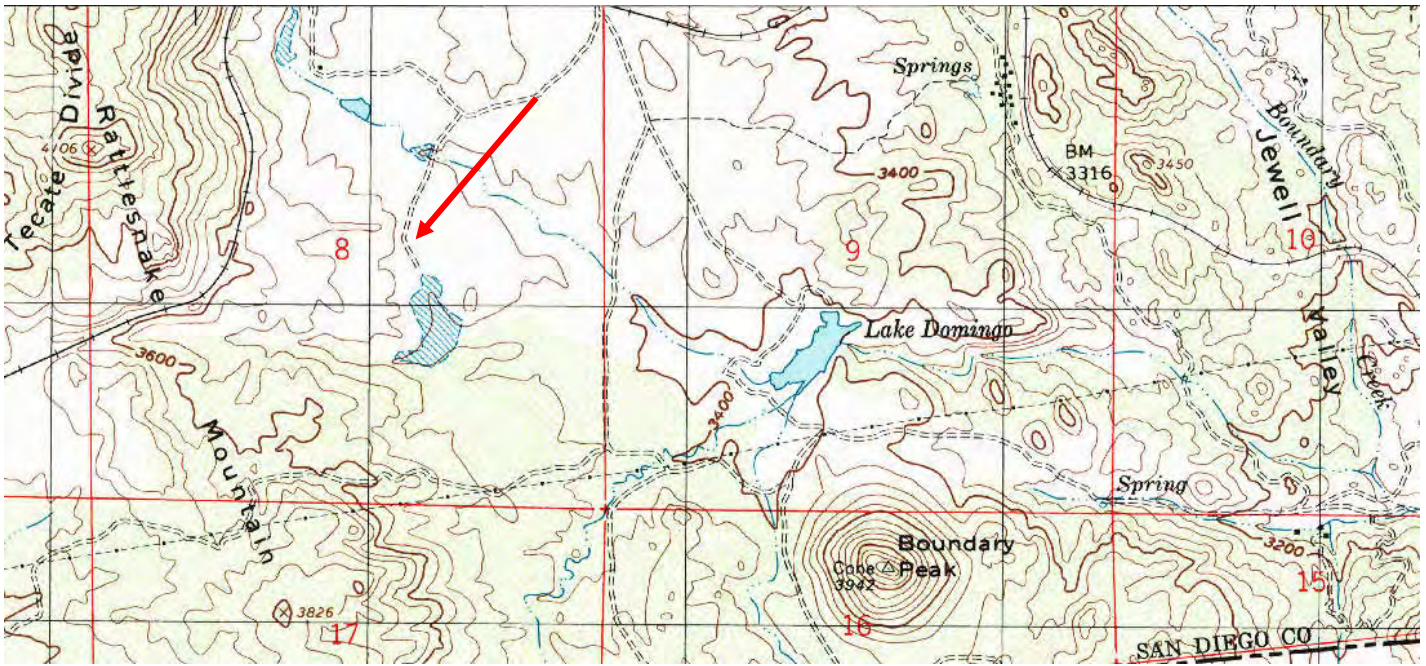 Tecate Divide
Rattlesnake
Mountain
4106
Springs
3400
BM
3316
3450
Boundary
Creek
Jewell
Valley
8
9
10
Lake Domingo
3600
3400
Spring
3200
Boundary
Peak
Cone
3942
3826
17
16
15
SAN DIEGO CO